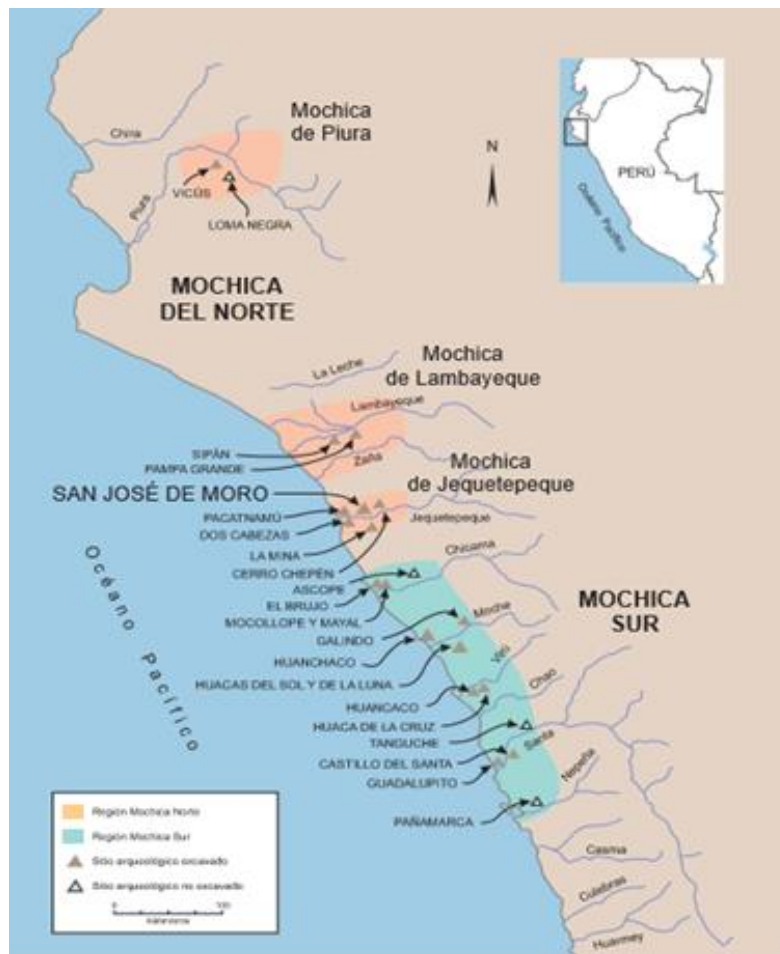 Mochica
de Piura
Chira
VICÚS
LOMA NEGRA
Piura
N
PERÚ
Océano Pacífico
MOCHICA
DEL NORTE
Mochica
de Lambayeque
La Leche
Lambayeque
SIPÁN
PAMPA GRANDE
Zaña
Mochica
de Jequetepeque
SAN JOSÉ DE MORO
PACATNAMÚ
DOS CABEZAS
Jequetepeque
LA MINA
CERRO CHEPÉN
Chicama
ASCOPE
EL BRUJO
MOCOLLOPE Y MAYAL
Moche
MOCHICA
SUR
GALINDO
HUANCHACO
Virú
HUACAS DEL SOL Y DE LA LUNA
Chao
HUANCACO
HUACA DE LA CRUZ
TANGUCHE
Santa
CASTILLO DEL SANTA
GUADALUPITO
Nepeña
PAÑAMARCA
Océano Pacífico
Casma
Culebras
Huarmey
Región Mochica Norte
Región Mochica Sur
Sitio arqueológico excavado
Sitio arqueológico no excavado
0 100
kilómetros